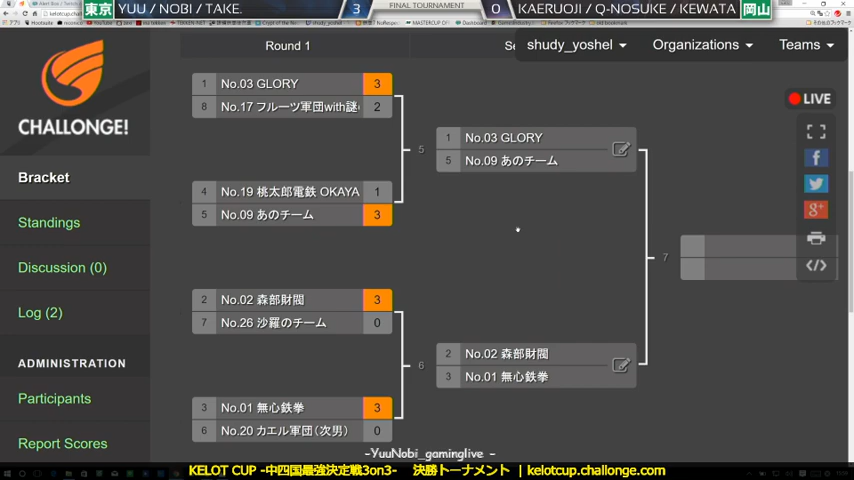 東京 YUU / NOBI / TAKE. 3 FINAL TOURNAMENT 0 KAERUOJI / Q-NOSUKE / KEWATA 岡山
Round 1
shudy_yoshel Organizations Teams
LIVE
CHALLONGE!
Bracket
Standings
Discussion (0)
Log (2)
ADMINISTRATION
Participants
Report Scores
1 No.03 GLORY 3
8 No.17 フルーツ軍団with謎 2
5
4 No.19 桃太郎電鉄 OKAYA 1
5 No.09 あのチーム 3
2 No.02 森部財閥 3
7 No.26 沙羅のチーム 0
6
3 No.01 無心鉄拳 3
6 No.20 カエル軍団(次男) 0
1 No.03 GLORY
5 No.09 あのチーム
7
2 No.02 森部財閥
3 No.01 無心鉄拳
-YuuNobi_gaminglive -
KELOT CUP -中四国最強決定戦3on3- 決勝トーナメント | kelotcup.challonge.com